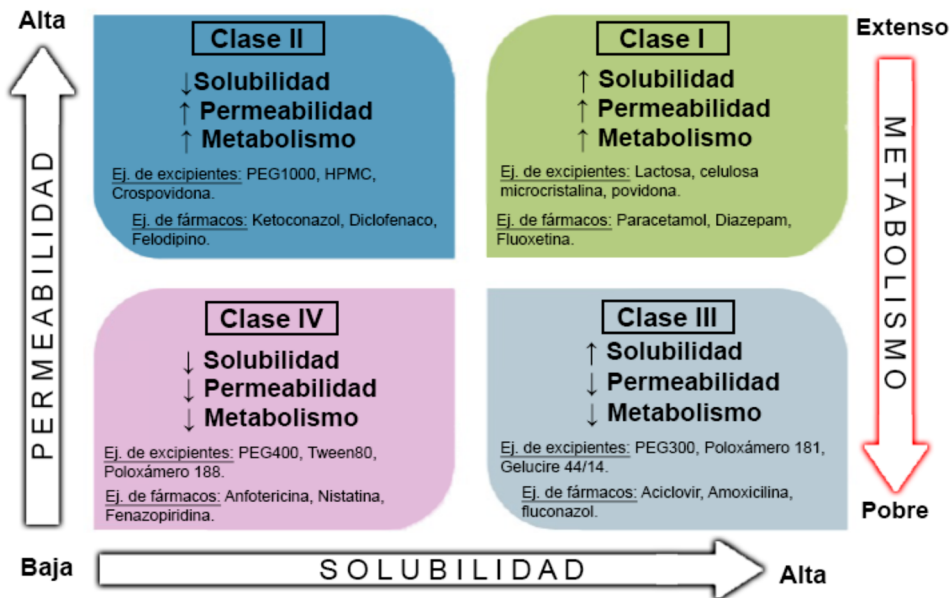 Alta
PERMEABILIDAD
Baja
Clase II
↓Solubilidad
↑ Permeabilidad
↑ Metabolismo
Ej. de excipientes: PEG1000, HPMC,
Crospovidona.
Ej. de fármacos: Ketoconazol, Diclofenaco,
Felodipino.
Clase I
↑ Solubilidad
↑ Permeabilidad
↑ Metabolismo
Ej. de excipientes: Lactosa, celulosa
microcristalina, povidona.
Ej. de fármacos: Paracetamol, Diazepam,
Fluoxetina.
Extenso
METABOLISMO
Pobre
Clase IV
↓ Solubilidad
↓ Permeabilidad
↓ Metabolismo
Ej. de excipientes: PEG400, Tween80,
Poloxámero 188.
Ej. de fármacos: Anfotericina, Nistatina,
Fenazopiridina.
Clase III
↑ Solubilidad
↓ Permeabilidad
↓ Metabolismo
Ej. de excipientes: PEG300, Poloxámero 181,
Gelucire 44/14.
Ej. de fármacos: Aciclovir, Amoxicilina,
fluconazol.
SOLUBILIDAD
Alta